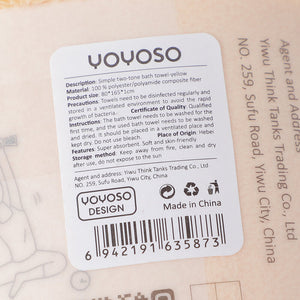 YOYOSO
Description: Simple two-tone bath towel-yellow
Material: 100 % polyester/polyamide composite fiber
Product size: 80*165*1cm
Precautions: Towels need to be disinfected regularly and
stored in a ventilated environment to avoid the rapid
growth of bacteria. Certificate of Quality: Qualified
Instructions: The bath towel needs to be washed for the
first time, and the used bath towel needs to be washed
and dried. it should be placed in a ventilated place and
kept dry. Do not expose to the sun. Place of Origin: Hebei
Features: Super absorbent. Soft and skin-friendly
Storage method: Keep away from fire, clean and dry
after use, do not expose to the sun
Agent and address: Yiwu Think Tanks Trading Co., Ltd
NO. 259, Sufu Road, Yiwu City, China
YOYOSO
DESIGN
Made in China
6 942191 635873
Agent and Address
Yiwu Think Tanks Trading Co.,
NO. 259, Sufu Road, Yiwu City, China